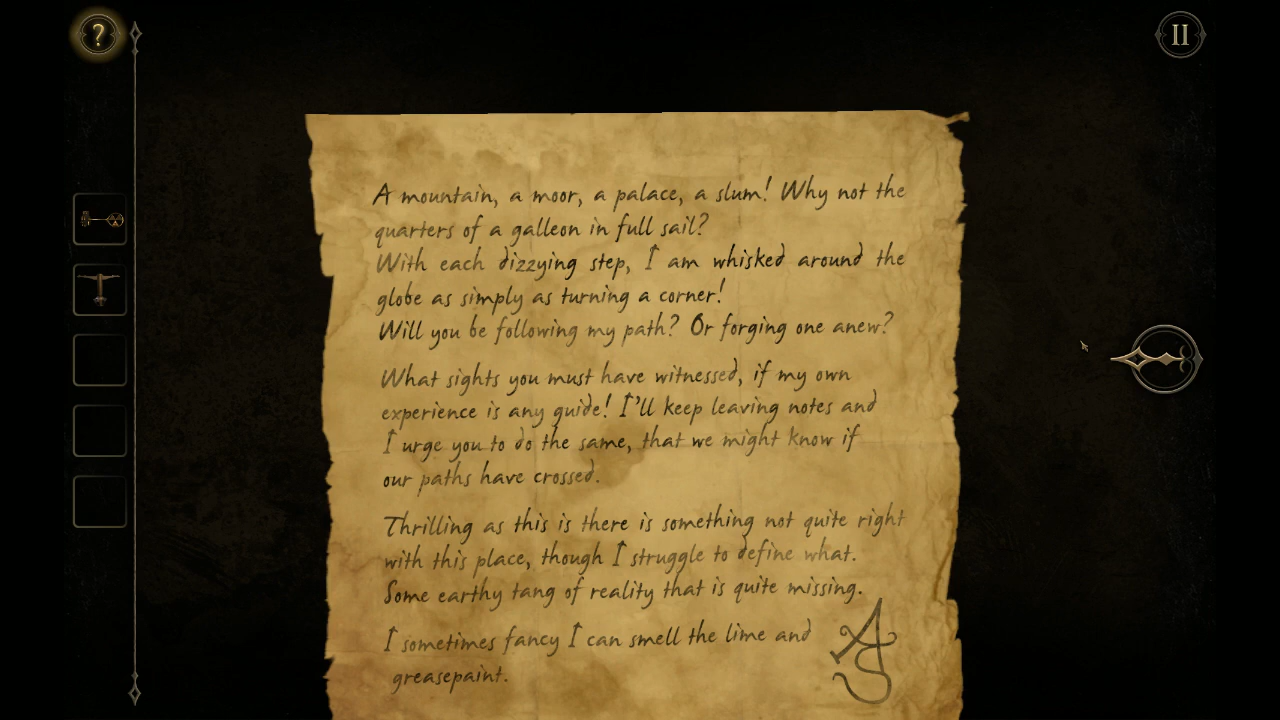 ?
A mountain, a moor, a palace, a slum! Why not the
quarters of a galleon in full sail?
With each dizzying step, I am whisked around the
globe as simply as turning a corner!
Will you be following my path? Or forging one anew?
What sights you must have witnessed, if my own
experience is any guide! I'll keep leaving notes and
I urge you to do the same, that we might know if
our paths have crossed.
Thrilling as this is there is something not quite right
with this place, though I struggle to define what.
Some earthy tang of reality that is quite missing.
I sometimes fancy I can smell the lime and
greasepaint.
AS